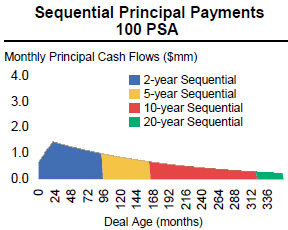 Sequential Principal Payments
100 PSA
Monthly Principal Cash Flows ($mm)
4.0
3.0
2.0
1.0
0.0
2-year Sequential
5-year Sequential
10-year Sequential
20-year Sequential
0 24 48 72 96 120 144 168 192 216 240 264 288 312 336
Deal Age (months)